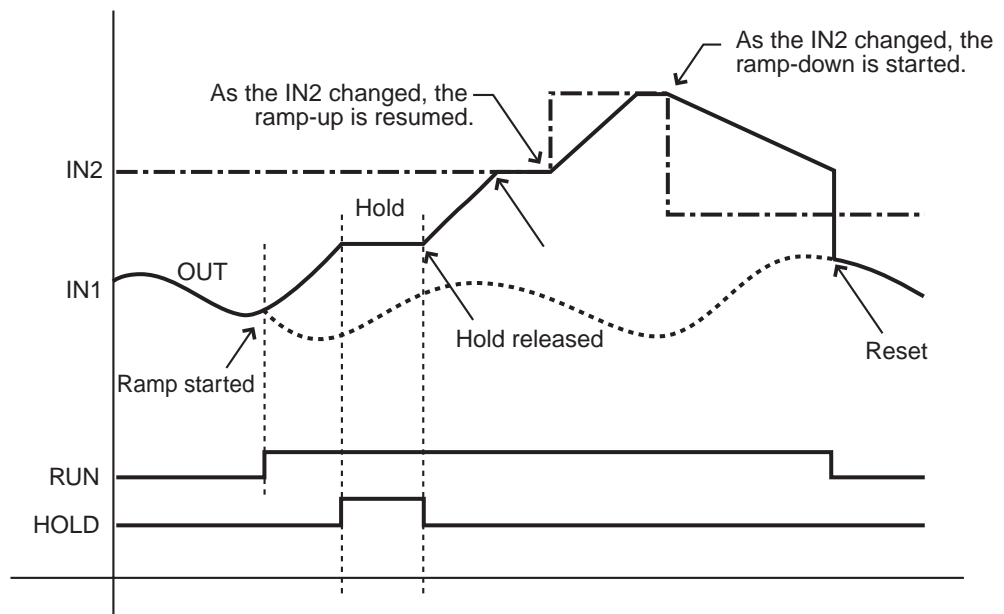 As the IN2 changed, the
ramp-down is started.
As the IN2 changed, the
ramp-up is resumed.
IN2
Hold
OUT
IN1
Hold released
Reset
Ramp started
RUN
HOLD